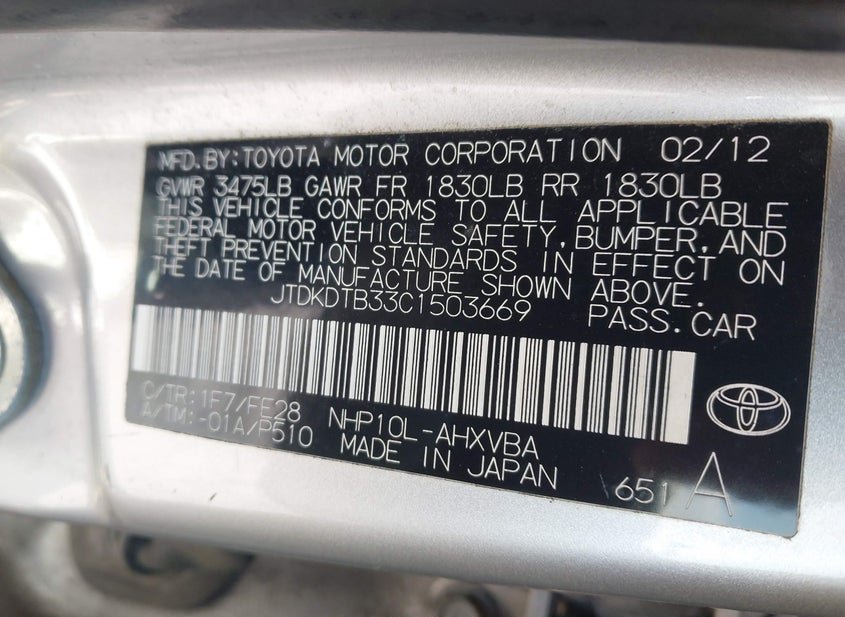 MFD.BY:TOYOTA MOTOR CORPORATION 02/12
GVWR 3475LB GAWR FR 1830LB RR 1830LB
THIS VEHICLE CONFORMS TO ALL APPLICABLE
FEDERAL MOTOR VEHICLE SAFETY,BUMPER,AND
THEFT PREVENTION STANDARDS IN EFFECT ON
THE DATE OF MANUFACTURE SHOWN ABOVE.
JTDKDTB33C1503669 PASS.CAR
C/TR:1F7/FE28
A/TM:-01A/P510
NHP10L-AHXVBA
MADE IN JAPAN
651 A